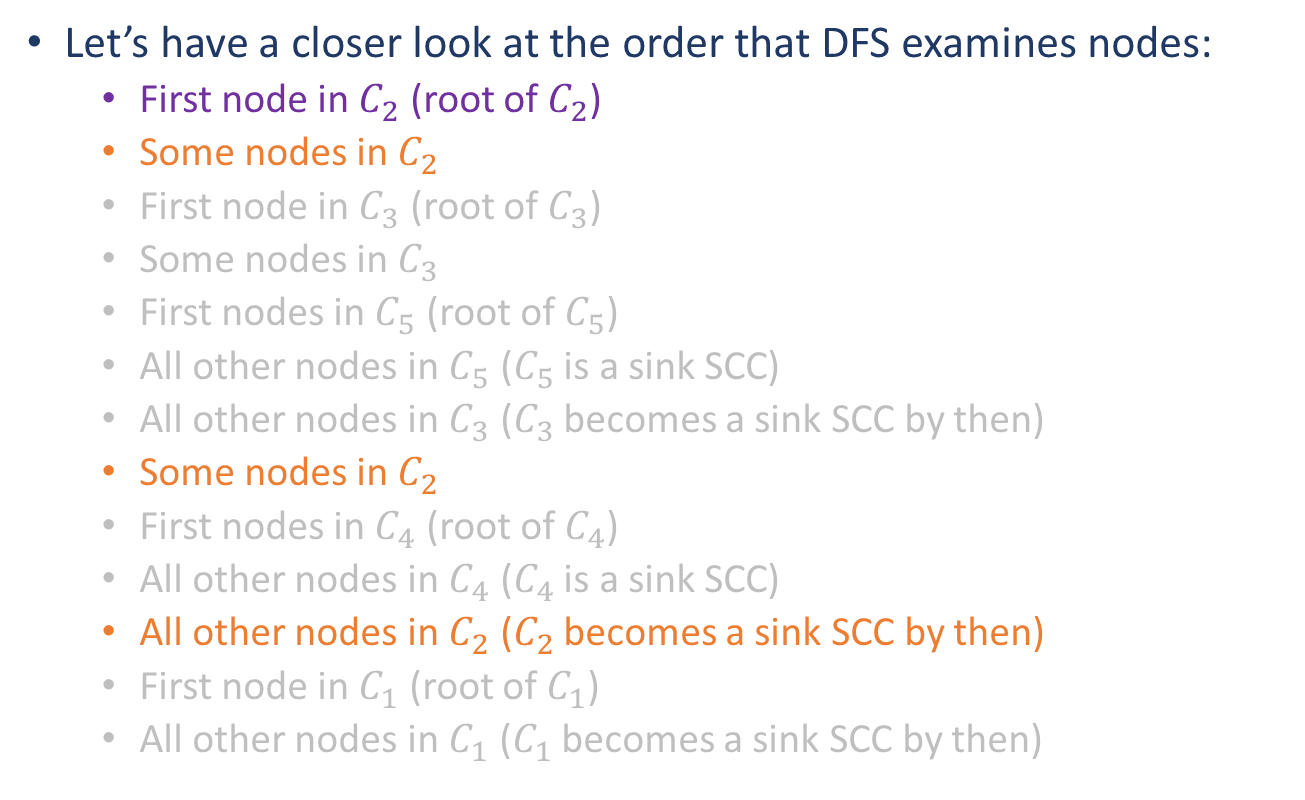 • Let's have a closer look at the order that DFS examines nodes:
• First node in C₂ (root of C₂)
• Some nodes in C₂
• First node in C₃ (root of C₃)
• Some nodes in C₃
• First nodes in C₅ (root of C₅)
• All other nodes in C₅ (C₅ is a sink SCC)
• All other nodes in C₃ (C₃ becomes a sink SCC by then)
• Some nodes in C₂
• First nodes in C₄ (root of C₄)
• All other nodes in C₄ (C₄ is a sink SCC)
• All other nodes in C₂ (C₂ becomes a sink SCC by then)
• First node in C₁ (root of C₁)
• All other nodes in C₁ (C₁ becomes a sink SCC by then)